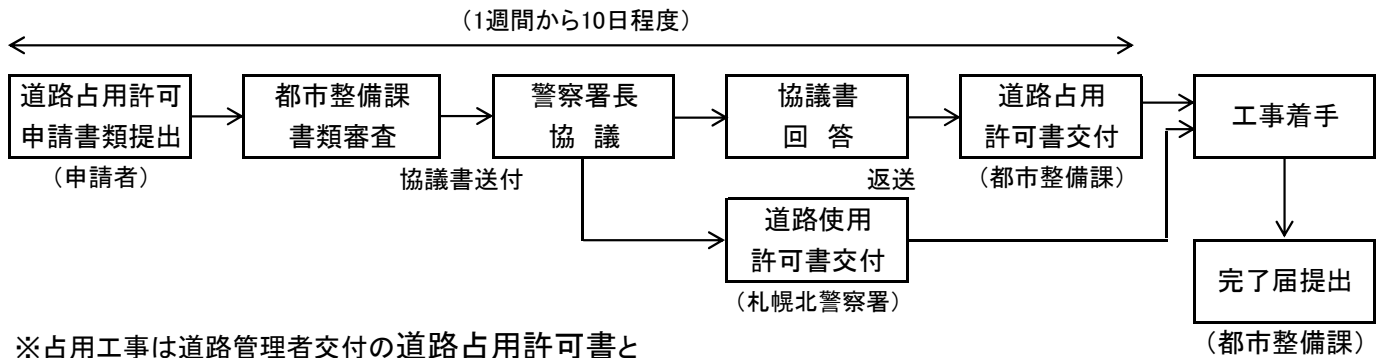 （1週間から10日程度）
道路占用許可
申請書類提出
（申請者）
都市整備課
書類審査
協議書送付
警察署長
協　議
協議書
回　答
返送
道路占用
許可書交付
（都市整備課）
道路使用
許可書交付
（札幌北警察署）
工事着手
完了届提出
（都市整備課）
※占用工事は道路管理者交付の道路占用許可書と